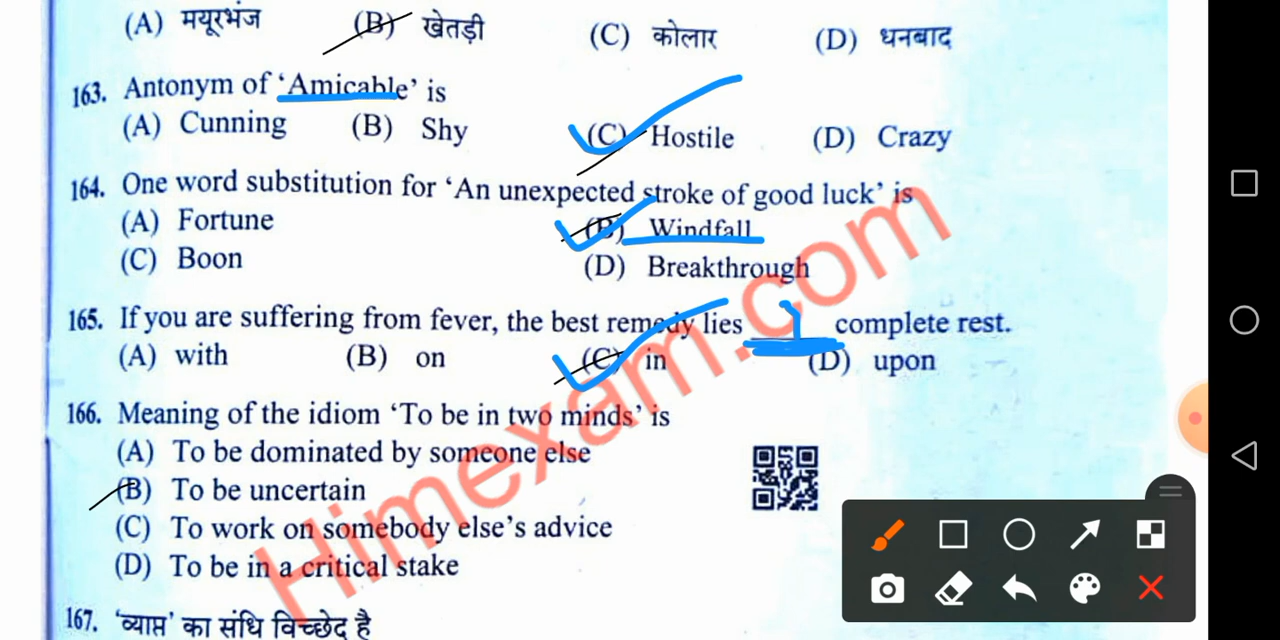 (A) मयूरभंज (B) खेतड़ी (C) कोलार (D) धनबाद
163. Antonym of ‘Amicable’ is
(A) Cunning (B) Shy (C) Hostile (D) Crazy
164. One word substitution for ‘An unexpected stroke of good luck’ is
(A) Fortune (B) Windfall
(C) Boon (D) Breakthrough
165. If you are suffering from fever, the best remedy lies ____ complete rest.
(A) with (B) on (C) in (D) upon
166. Meaning of the idiom ‘To be in two minds’ is
(A) To be dominated by someone else
(B) To be uncertain
(C) To work on somebody else’s advice
(D) To be in a critical stake
167. ‘व्याप्त’ का संधि विच्छेद है
Himexam.com